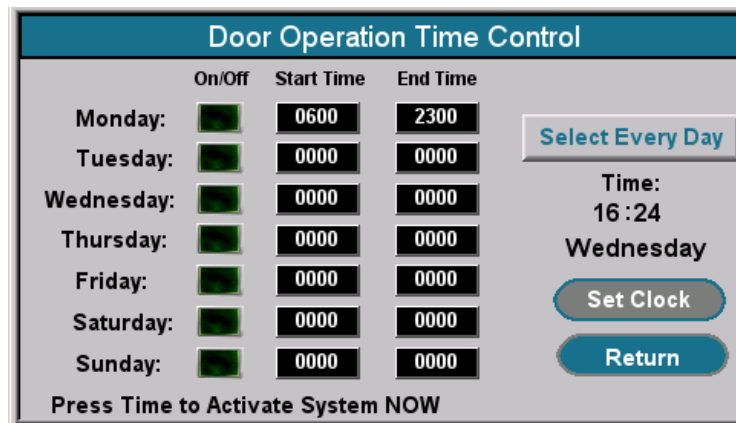 Door Operation Time Control
On/Off Start Time End Time
Monday: 0600 2300
Tuesday: 0000 0000
Wednesday: 0000 0000
Thursday: 0000 0000
Friday: 0000 0000
Saturday: 0000 0000
Sunday: 0000 0000
Press Time to Activate System NOW
Select Every Day
Time:
16:24
Wednesday
Set Clock
Return